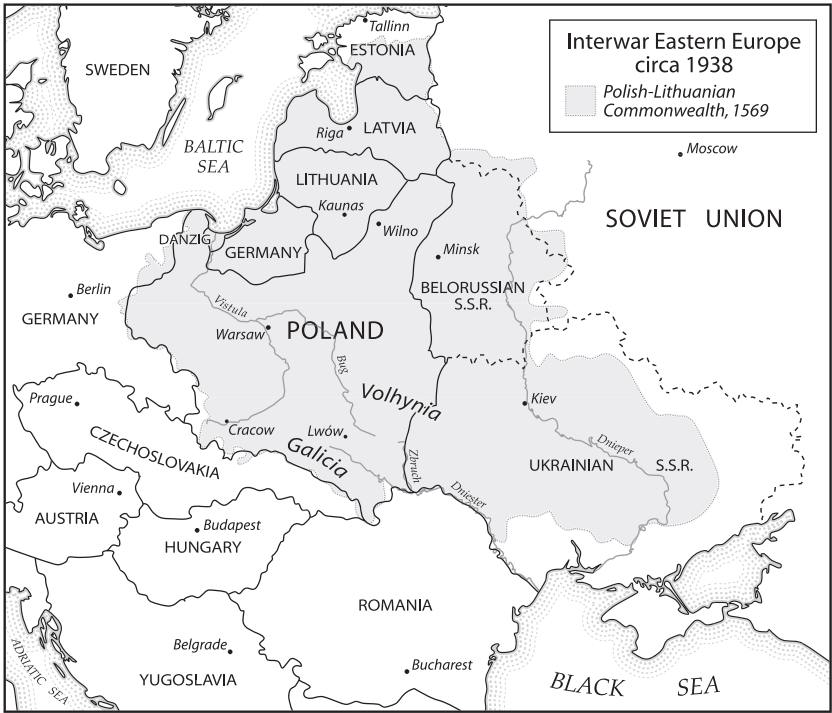 Interwar Eastern Europe
circa 1938
Polish-Lithuanian
Commonwealth, 1569
Tallinn
ESTONIA
SWEDEN
Riga
LATVIA
BALTIC
SEA
Moscow
LITHUANIA
Kaunas
Wilno
SOVIET UNION
DANZIG
GERMANY
Minsk
BELORUSSIAN
S.S.R.
Berlin
GERMANY
Vistula
Warsaw
POLAND
Bug
Volhynia
Prague
Kiev
Cracow
Lwów
Galicia
Zbruch
Dnieper
CZECHOSLOVAKIA
UKRAINIAN S.S.R.
Dniester
Vienna
AUSTRIA
Budapest
HUNGARY
ROMANIA
Belgrade
YUGOSLAVIA
ADRIATIC SEA
Bucharest
BLACK SEA